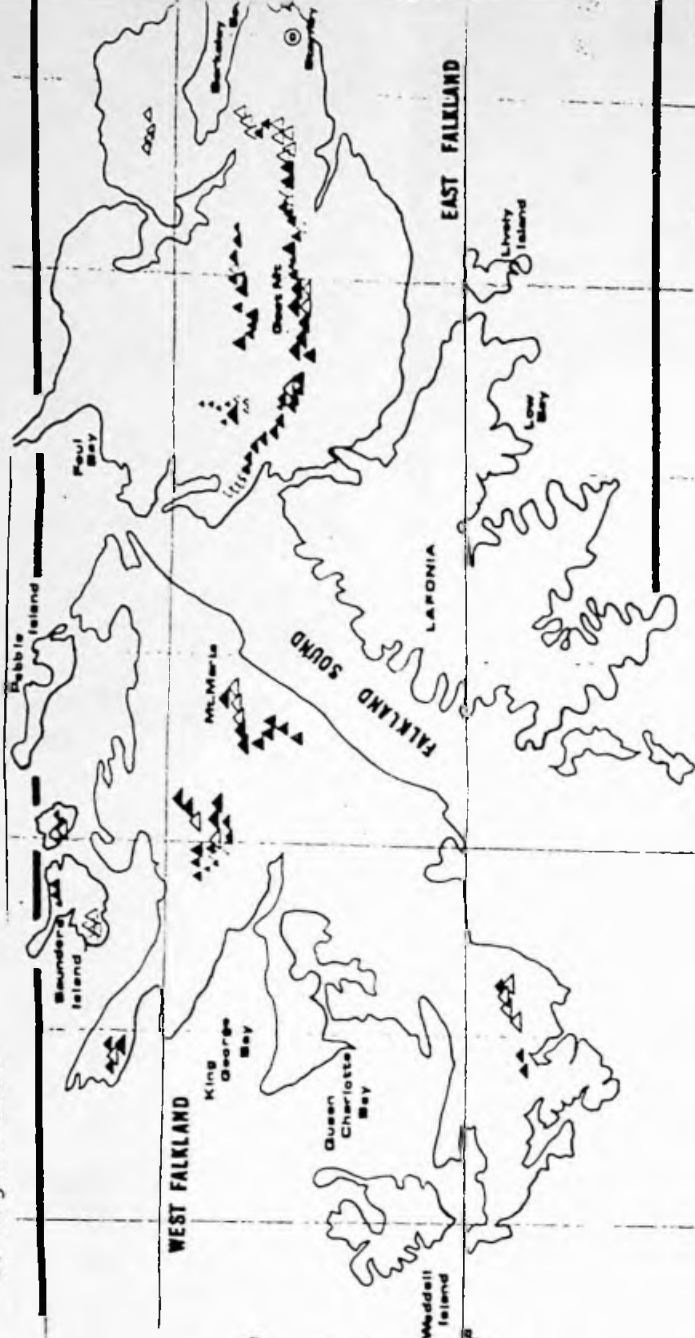 Pebble
Island
Saunders
Island
Foul
Bay
Berkeley
Stanley
WEST FALKLAND
King
George
Bay
Queen
Charlotte
Bay
Weddell
Island
Mt.Maria
FALKLAND SOUND
LAFONIA
EAST FALKLAND
Low
Bay
Lively
Island